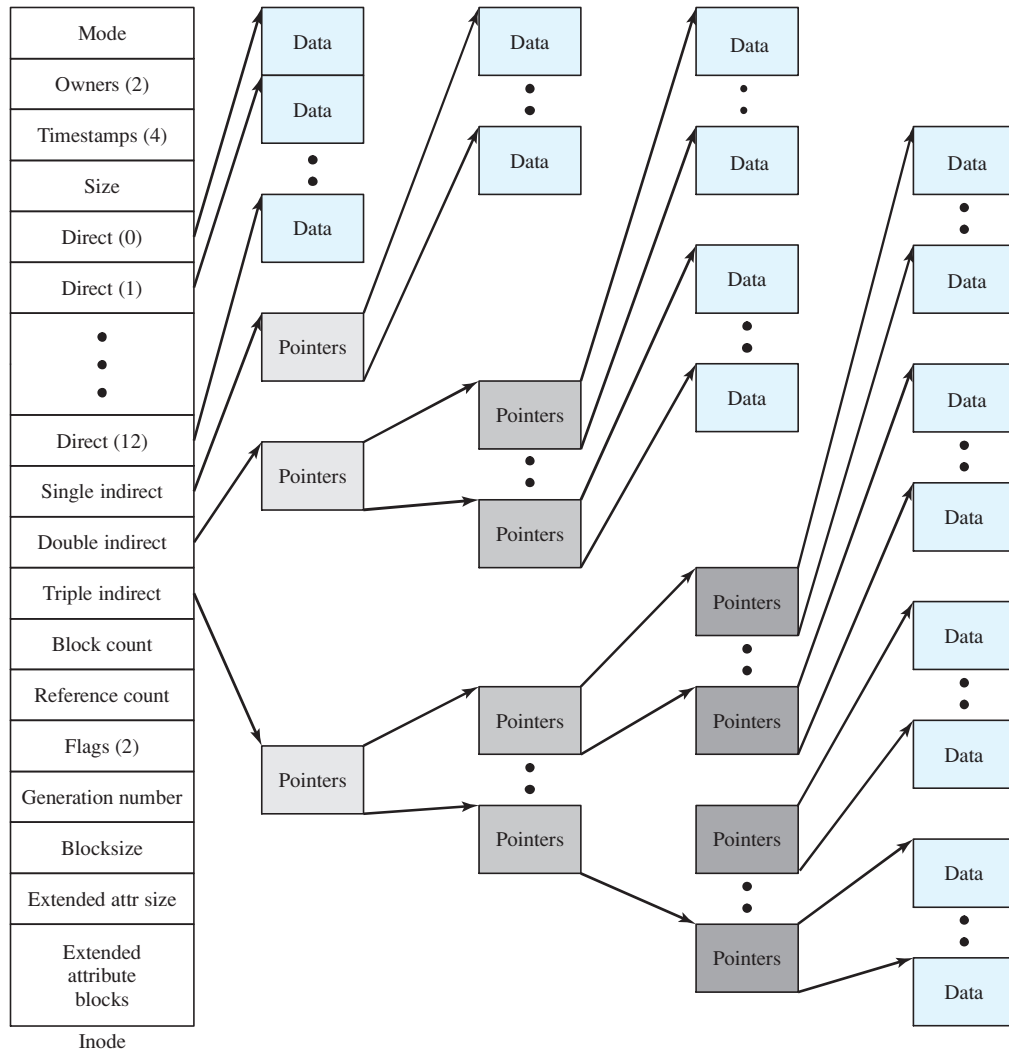 Mode
Owners (2)
Timestamps (4)
Size
Direct (0)
Direct (1)
Direct (12)
Single indirect
Double indirect
Triple indirect
Block count
Reference count
Flags (2)
Generation number
Blocksize
Extended attr size
Extended
attribute
blocks
Inode
Data
Data
Data
Pointers
Pointers
Pointers
Data
Data
Pointers
Pointers
Pointers
Pointers
Data
Data
Data
Data
Pointers
Pointers
Pointers
Pointers
Data
Data
Data
Data
Data
Data
Data
Data